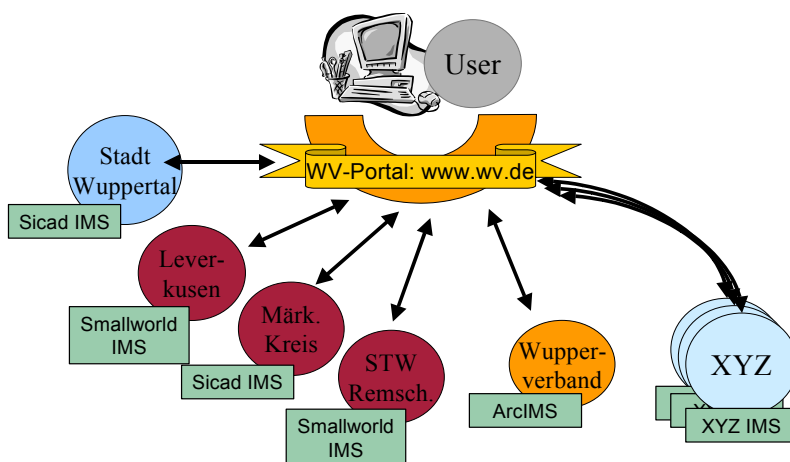 User
WV-Portal: www.wv.de
Stadt
Wuppertal
Sicad IMS
Lever-
kusen
Smallworld
IMS
Märk.
Kreis
Sicad IMS
STW
Remsch.
Smallworld
IMS
Wupper-
verband
ArcIMS
XYZ
XYZ IMS